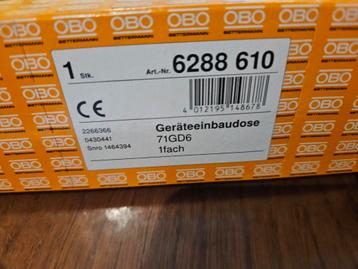 OBO
BETTERMANN
1 Stk. Art.-Nr. 6288 610
4 012195 148678
CE
2266366
0430441
Snro 1464394
Geräteeinbaudose
71GD6
1fach